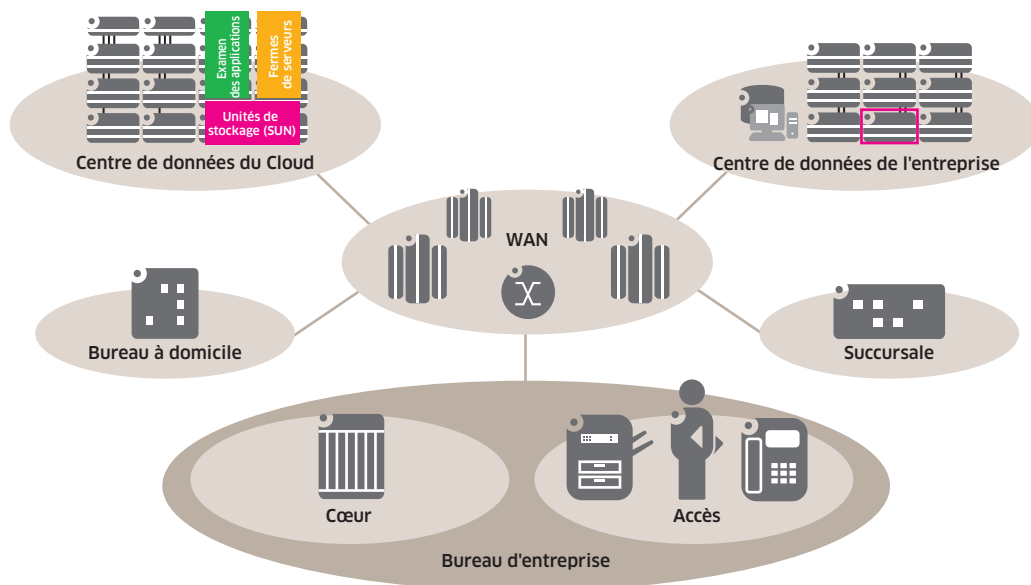 Examen
des applications
Fermes
de serveurs
Unités de
stockage (SUN)
Centre de données du Cloud
Centre de données de l'entreprise
WAN
Bureau à domicile
Succursale
Cœur
Accès
Bureau d'entreprise